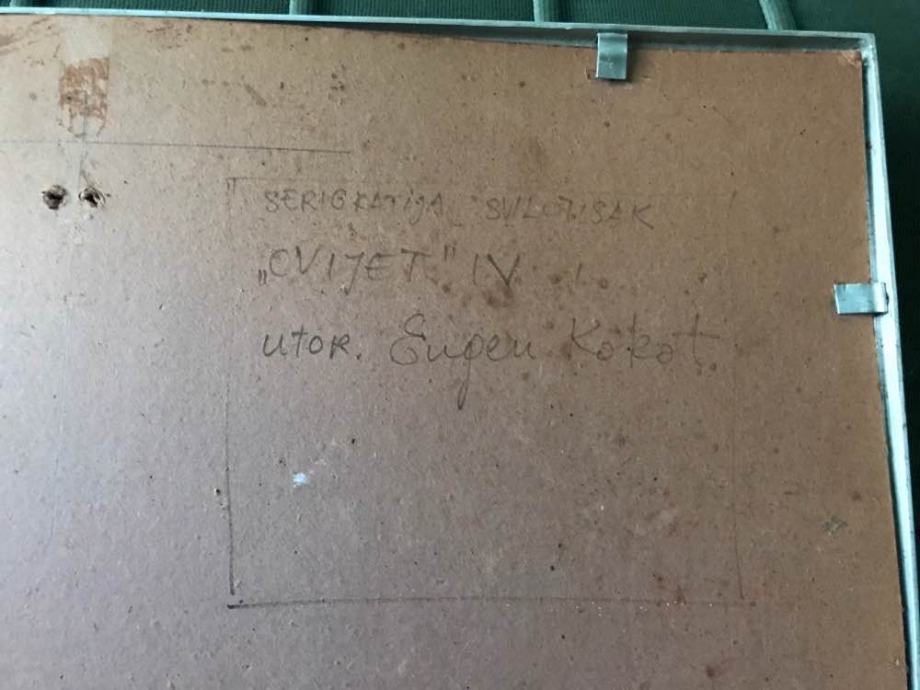 SERIGRAFIJA SVILOTISAK
„CVIJET" IV
utor. Eugen Kokot